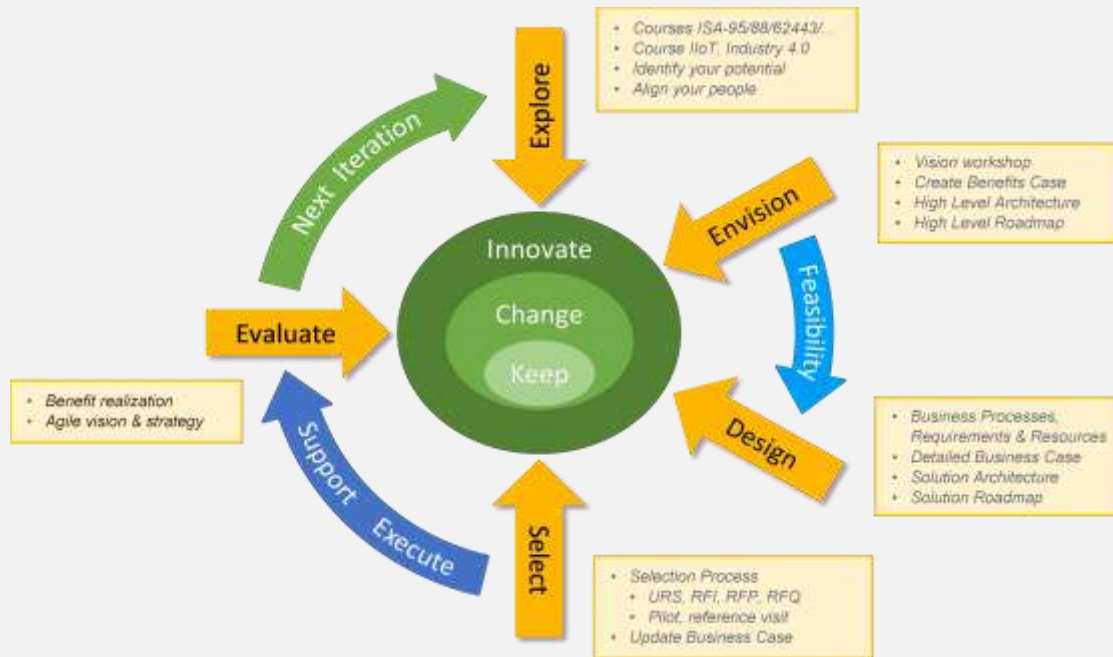 • Courses ISA-95/88/62443/...
• Course IIoT, Industry 4.0
• Identify your potential
• Align your people
Explore
Next Iteration
• Vision workshop
• Create Benefits Case
• High Level Architecture
• High Level Roadmap
Envision
Innovate
Feasibility
Change
Evaluate
Keep
• Benefit realization
• Agile vision & strategy
Design
• Business Processes,
Requirements & Resources
• Detailed Business Case
• Solution Architecture
• Solution Roadmap
Support Execute
Select
• Selection Process
• URS, RFI, RFP, RFQ
• Pilot, reference visit
• Update Business Case